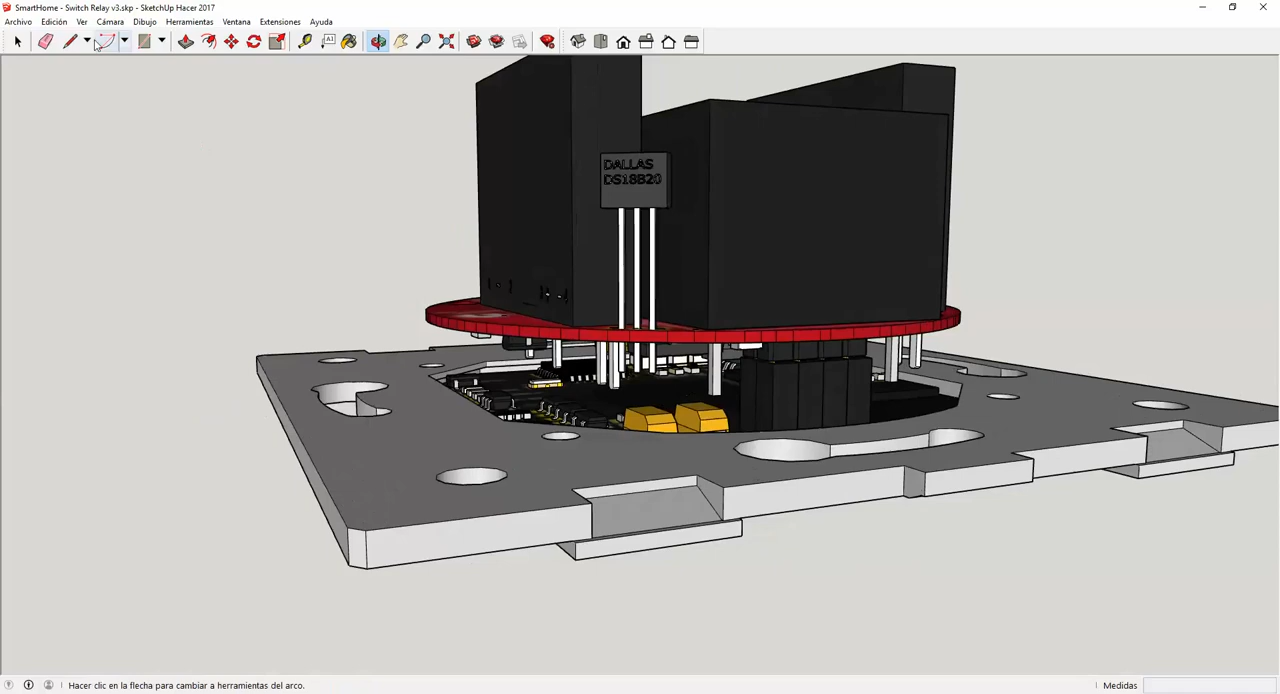 SmartHome - Switch Relay v3.skp - SketchUp Hacer 2017
Archivo Edición Ver Cámara Dibujo Herramientas Ventana Extensiones Ayuda
DALLAS
DS18B20
Hacer clic en la flecha para cambiar a herramientas del arco.
Medidas